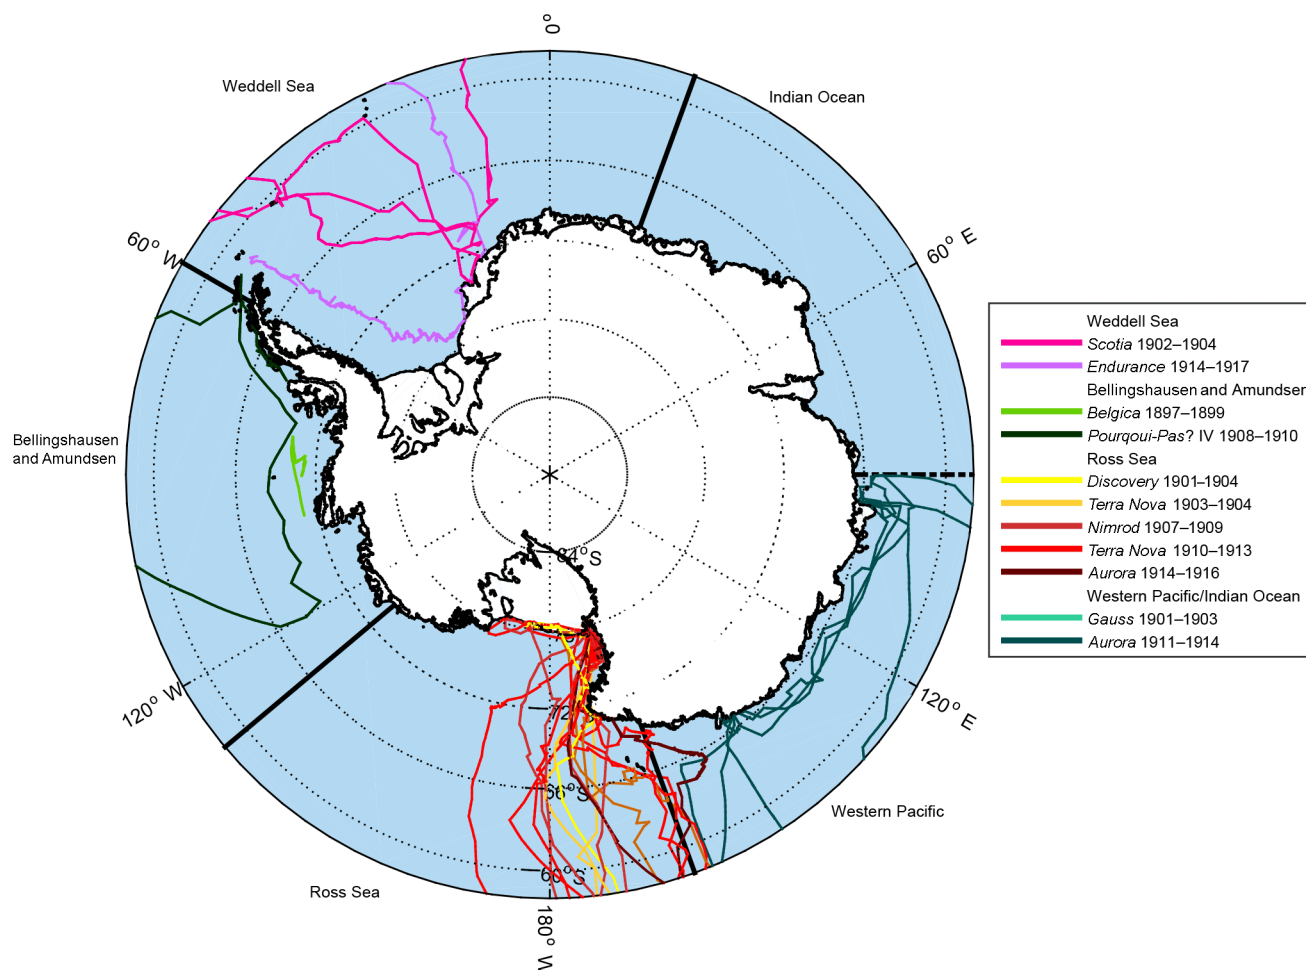 0°
Weddell Sea
Indian Ocean
60° W
60° E
Weddell Sea
Scotia 1902–1904
Endurance 1914–1917
Bellingshausen and Amundsen
Belgica 1897–1899
Pourqoui-Pas? IV 1908–1910
Ross Sea
Discovery 1901–1904
Terra Nova 1903–1904
Nimrod 1907–1909
Terra Nova 1910–1913
Aurora 1914–1916
Western Pacific/Indian Ocean
Gauss 1901–1903
Aurora 1911–1914
Bellingshausen
and Amundsen
84°S
72°
120° W
120° E
66°S
Western Pacific
60°S
Ross Sea
180° W